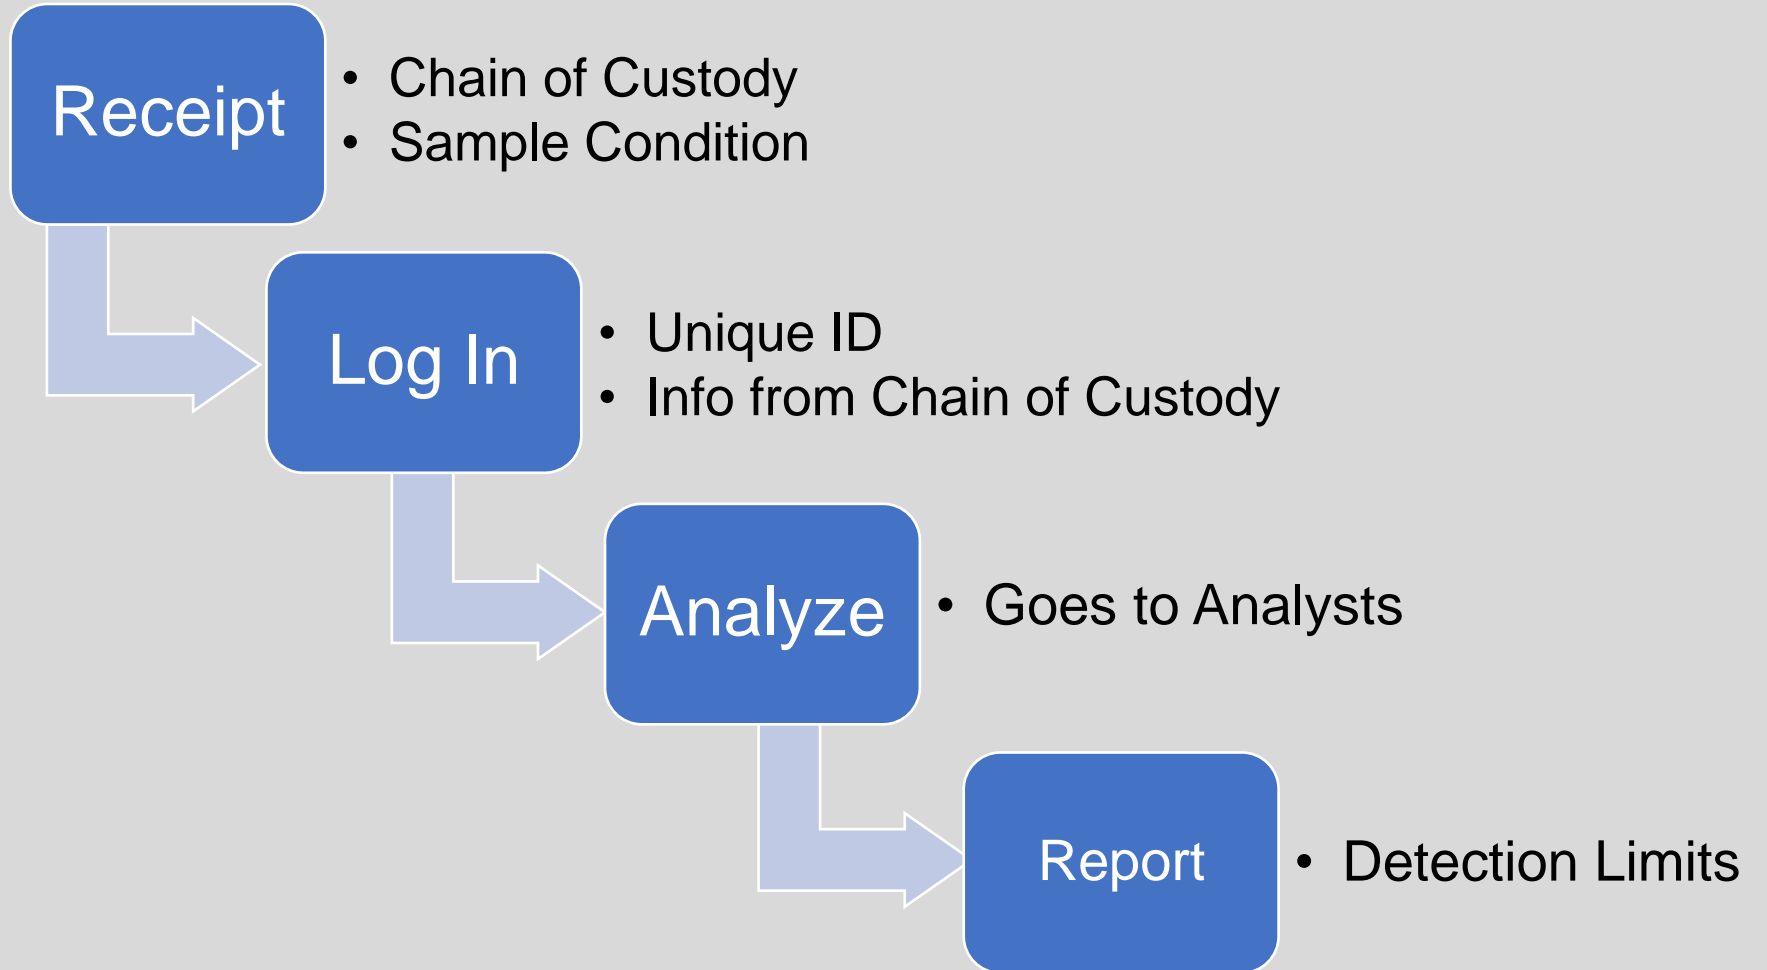 Receipt
• Chain of Custody
• Sample Condition
Log In
• Unique ID
• Info from Chain of Custody
Analyze
• Goes to Analysts
Report
• Detection Limits